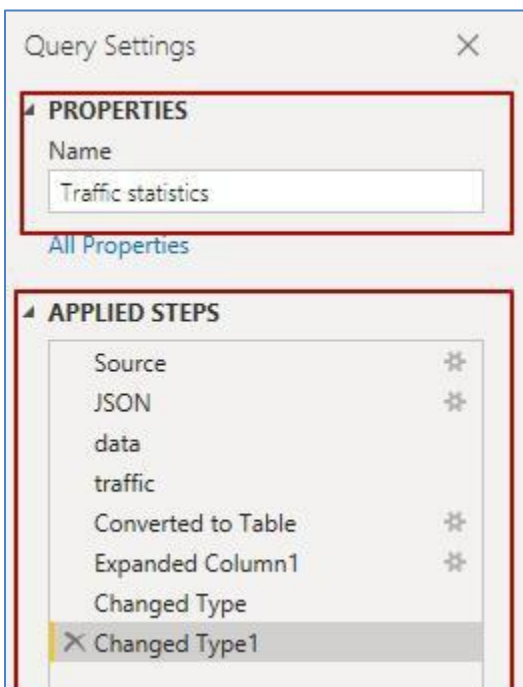 Query Settings
PROPERTIES
Name
Traffic statistics
All Properties
APPLIED STEPS
Source
JSON
data
traffic
Converted to Table
Expanded Column1
Changed Type
Changed Type1